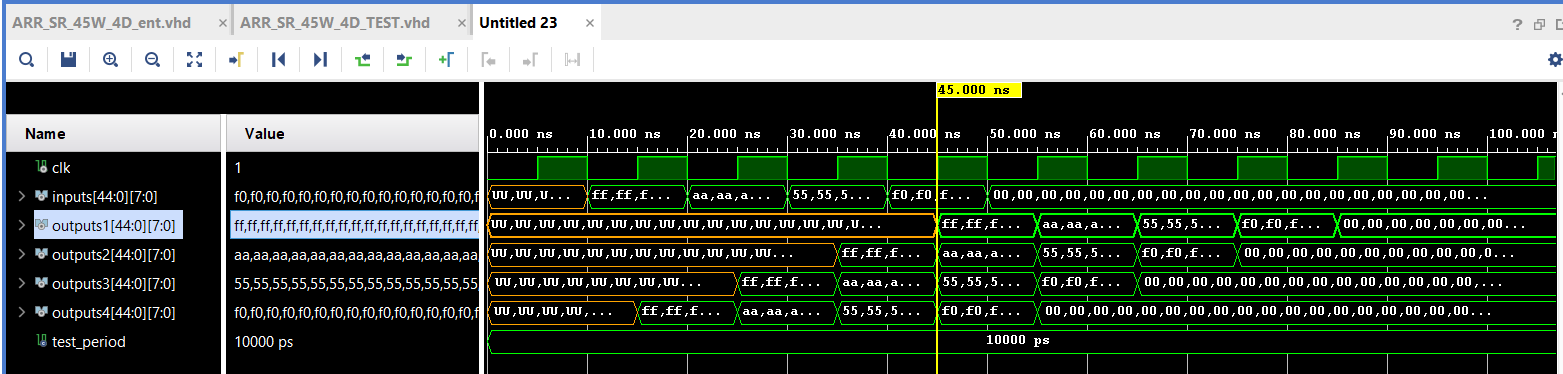 ARR_SR_45W_4D_ent.vhd × ARR_SR_45W_4D_TEST.vhd × Untitled 23 ×
?
45.000 ns
Name Value 0.000 ns 10.000 ns 20.000 ns 30.000 ns 40.000 ns 50.000 ns 60.000 ns 70.000 ns 80.000 ns 90.000 ns 100.000 n
clk 1
inputs[44:0][7:0] f0,f0,f0,f0,f0,f0,f0,f0,f0,f0,f0,f0,f0,f0,f0,f0,f0,f0,f UU,UU,U... ff,ff,f... aa,aa,a... 55,55,5... f0,f0,f... 00,00,00,00,00,00,00,00,00,00,00,00,00,00,00,00,00,00...
outputs1[44:0][7:0] ff,ff,ff,ff,ff,ff,ff,ff,ff,ff,ff,ff,ff,ff,ff,ff,ff,ff,ff, UU,UU,UU,UU,UU,UU,UU,UU,UU,UU,UU,UU,U... ff,ff,f... aa,aa,a... 55,55,5... f0,f0,f... 00,00,00,00,00,00,00...
outputs2[44:0][7:0] aa,aa,aa,aa,aa,aa,aa,aa,aa,aa,aa,aa,aa,aa,aa,aa UU,UU,UU,UU,UU,UU,UU,UU,UU,UU... ff,ff,f... aa,aa,a... 55,55,5... f0,f0,f... 00,00,00,00,00,00,00,00,00,0...
outputs3[44:0][7:0] 55,55,55,55,55,55,55,55,55,55,55,55,55,55,55,55 UU,UU,UU,UU,UU,UU,UU... ff,ff,f... aa,aa,a... 55,55,5... f0,f0,f... 00,00,00,00,00,00,00,00,00,00,00,00,...
outputs4[44:0][7:0] f0,f0,f0,f0,f0,f0,f0,f0,f0,f0,f0,f0,f0,f0,f0,f0,f0,f0,f UU,UU,UU,UU,... ff,ff,f... aa,aa,a... 55,55,5... f0,f0,f... 00,00,00,00,00,00,00,00,00,00,00,00,00,00,00,00...
test_period 10000 ps 10000 ps